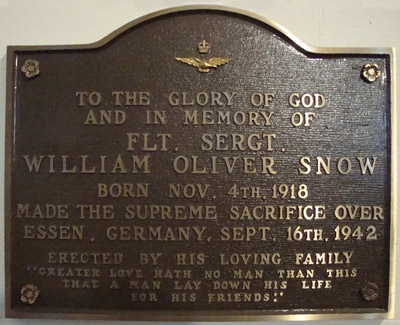 TO THE GLORY OF GOD
AND IN MEMORY OF
FLT. SERGT.
WILLIAM OLIVER SNOW
BORN NOV. 4TH, 1918
MADE THE SUPREME SACRIFICE OVER
ESSEN, GERMANY, SEPT. 16TH, 1942
ERECTED BY HIS LOVING FAMILY
"GREATER LOVE HATH NO MAN THAN THIS
THAT A MAN LAY DOWN HIS LIFE
FOR HIS FRIENDS."